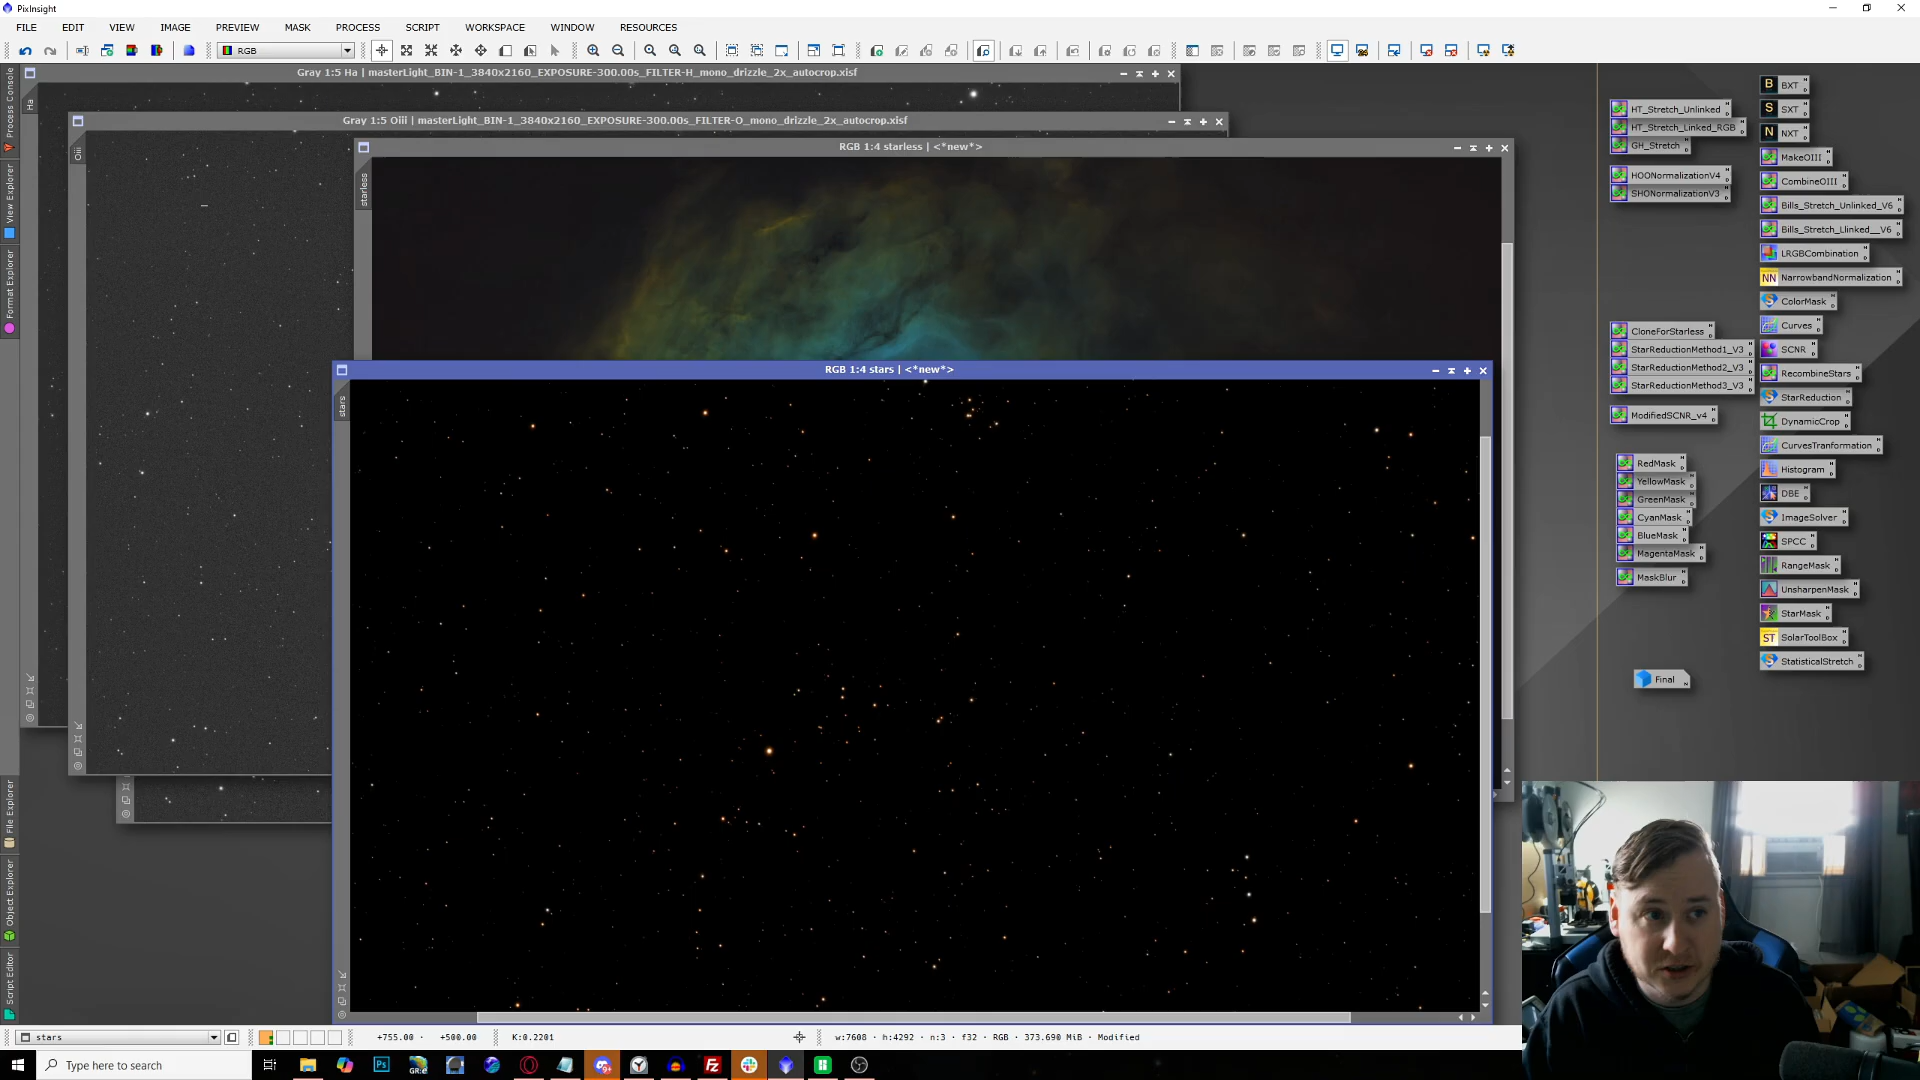 PixInsight
FILE EDIT VIEW IMAGE PREVIEW MASK PROCESS SCRIPT WORKSPACE WINDOW RESOURCES
RGB
Process Console
View Explorer
Format Explorer
File Explorer
Object Explorer
Script Editor
Gray 1:5 Ha | masterLight_BIN-1_3840x2160_EXPOSURE-300.00s_FILTER-H_mono_drizzle_2x_autocrop.xisf
Ha
Gray 1:5 Oiii | masterLight_BIN-1_3840x2160_EXPOSURE-300.00s_FILTER-O_mono_drizzle_2x_autocrop.xisf
Oiii
RGB 1:4 starless | <*new*>
starless
RGB 1:4 stars | <*new*>
stars
HT_Stretch_Unlinked
HT_Stretch_Linked_RGB
GH_Stretch
HOONormalizationV4
SHONormalizationV3
CloneForStarless
StarReductionMethod1_V3
StarReductionMethod2_V3
StarReductionMethod3_V3
ModifiedSCNR_v4
RedMask
YellowMask
GreenMask
CyanMask
BlueMask
MagentaMask
MaskBlur
Final
B BXT
S SXT
N NXT
MakeOIII
CombineOIII
Bills_Stretch_Unlinked_V6
Bills_Stretch_Llinked__V6
LRGBCombination
NN NarrowbandNormalization
ColorMask
Curves
SCNR
RecombineStars
StarReduction
DynamicCrop
CurvesTranformation
Histogram
DBE
ImageSolver
SPCC
RangeMask
UnsharpenMask
StarMask
ST SolarToolBox
StatisticalStretch
stars +755.00 +500.00 K:0.2201 w:7608 · h:4292 · n:3 · f32 · RGB · 373.690 MiB · Modified
Type here to search